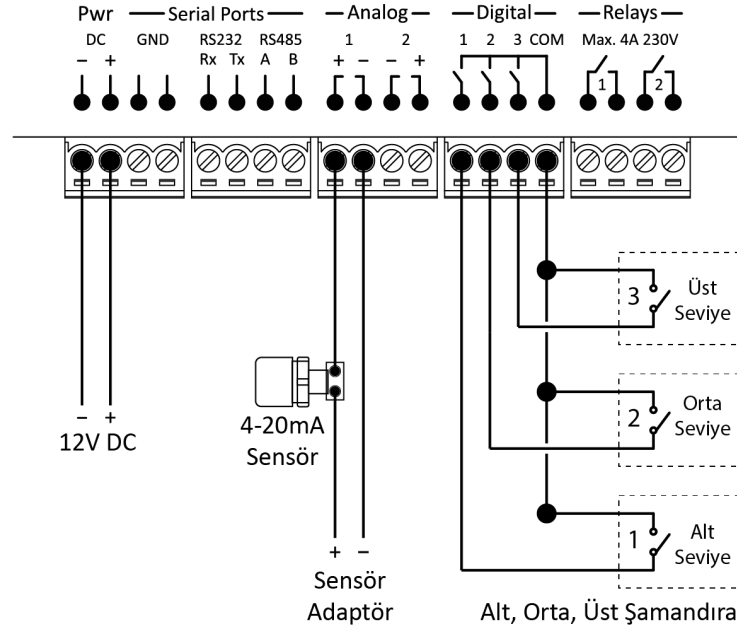 Pwr Serial Ports Analog Digital Relays
DC GND RS232 RS485 1 2 1 2 3 COM Max. 4A 230V
− + Rx Tx A B + − − +
1 2
3 Üst
Seviye
2 Orta
Seviye
1 Alt
Seviye
4-20mA
Sensör
− +
12V DC
+ −
Sensör
Adaptör
Alt, Orta, Üst Şamandıra